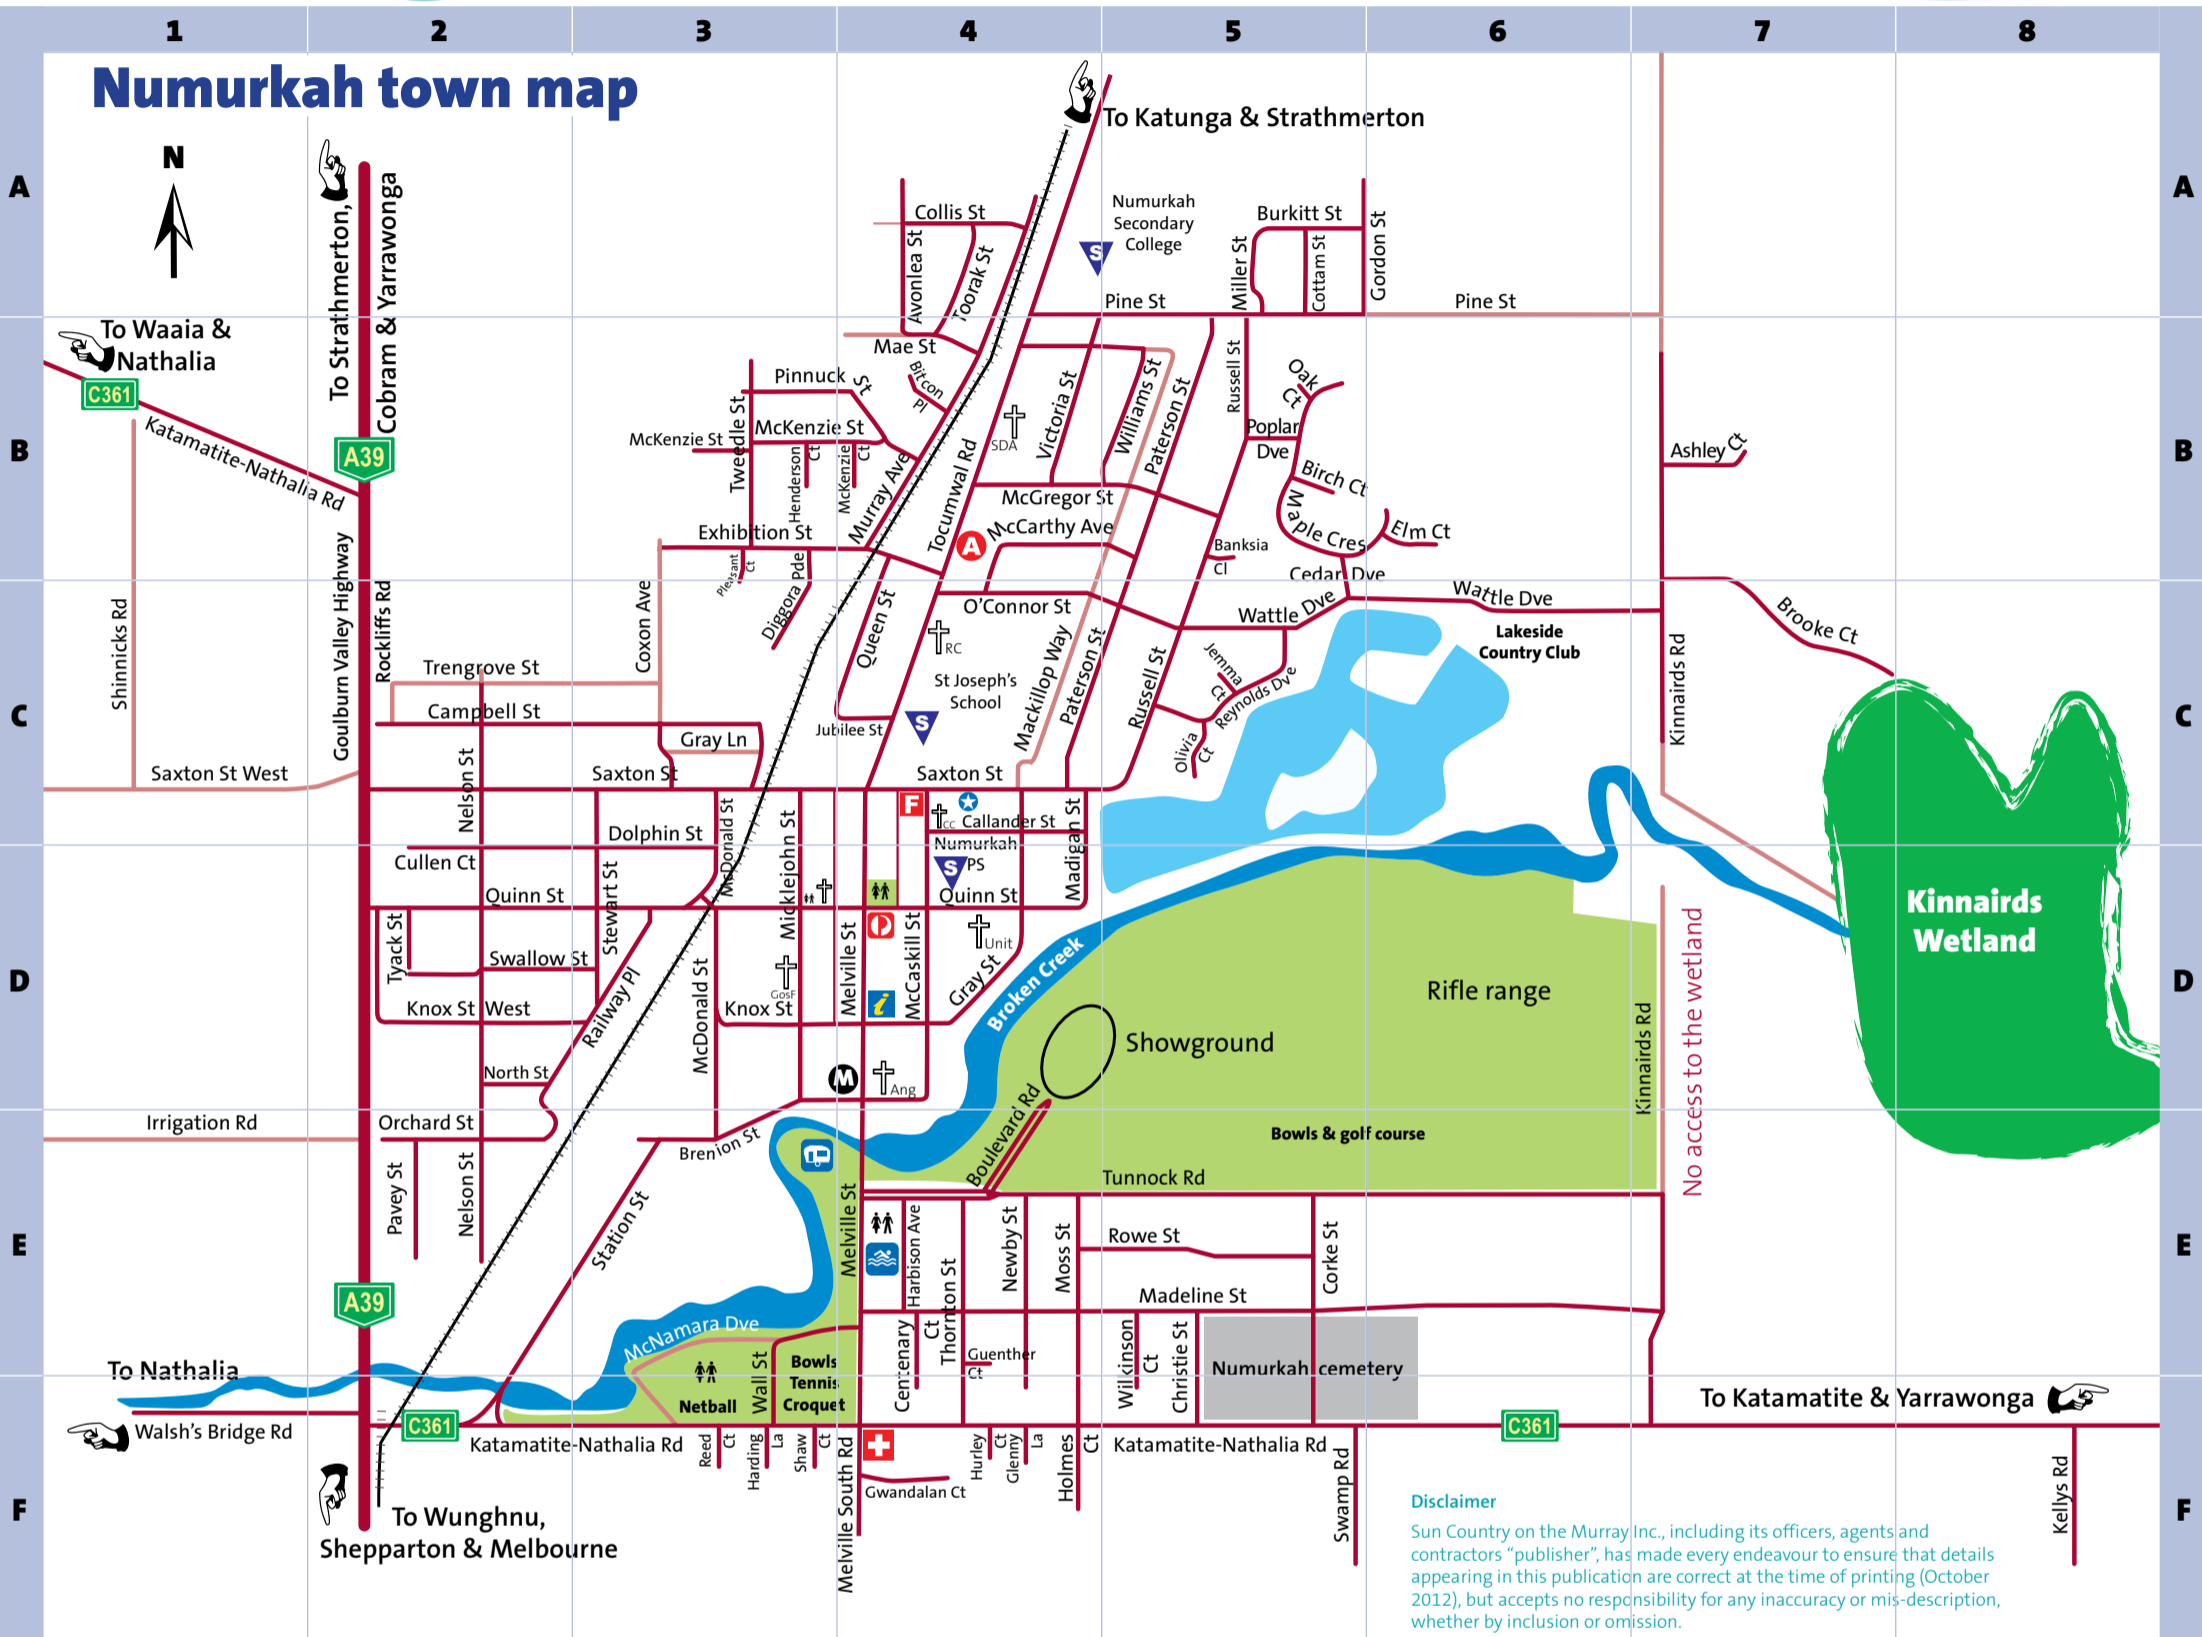 1 2 3 4 5 6 7 8
Numurkah town map
N
A
A
To Katunga & Strathmerton
To Strathmerton,
Cobram & Yarrawonga
Collis St
Avonlea St
Toorak St
Numurkah
Secondary
College
S
Burkitt St
Miller St
Cottam St
Gordon St
Pine St
Pine St
To Waaia &
Nathalia
C361
Katamatite-Nathalia Rd
A39
B
B
Mae St
Bitcon
Pl
Pinnuck St
McKenzie St
McKenzie St
Tweedle St
Henderson
Ct
McKenzie
Ct
Murray Ave
Tocumwal Rd
SDA
Victoria St
Williams St
Paterson St
Russell St
Oak
Ct
Poplar
Dve
Birch Ct
Maple Cres
Elm Ct
Ashley Ct
McGregor St
McCarthy Ave
A
Exhibition St
Pleasant
Ct
Diggora Pde
Banksia
Cl
Cedar Dve
Wattle Dve
Wattle Dve
Brooke Ct
Goulburn Valley Highway
Rockliffs Rd
Shinnicks Rd
Coxon Ave
Queen St
O'Connor St
RC
St Joseph's
School
S
Mackillop Way
Paterson St
Russell St
Jemma
Ct
Reynolds Dve
Olivia
Ct
Lakeside
Country Club
Kinnairds Rd
C
C
Trengrove St
Campbell St
Gray Ln
Jubilee St
Saxton St West
Saxton St
Saxton St
Nelson St
F
CC
Callander St
Dolphin St
McDonald St
Micklejohn St
Madigan St
Numurkah
S
PS
Cullen Ct
Quinn St
Quinn St
Stewart St
Kinnairds
Wetland
Tyack St
Swallow St
Knox St West
Railway Pl
McDonald St
Knox St
GosF
Melville St
P
i
McCaskill St
Unit
Gray St
Broken Creek
Rifle range
Showground
Kinnairds Rd
No access to the wetland
D
D
North St
M
Ang
Irrigation Rd
Orchard St
Brenion St
Boulevard Rd
Bowls & golf course
Tunnock Rd
Pavey St
Nelson St
Station St
Melville St
Harbison Ave
Thornton St
Newby St
Moss St
Rowe St
Corke St
E
E
Madeline St
A39
McNamara Dve
Centenary
Ct
Guenther
Ct
Wilkinson
Ct
Christie St
Numurkah cemetery
Wall St
Bowls
Tennis
Croquet
Netball
To Nathalia
Walsh's Bridge Rd
C361
Katamatite-Nathalia Rd
Katamatite-Nathalia Rd
C361
To Katamatite & Yarrawonga
Reed
Ct
Harding
La
Shaw
Ct
Melville South Rd
Gwandalan Ct
Hurley
Ct
Glenny
La
Holmes
Ct
Swamp Rd
Kellys Rd
F
F
To Wunghnu,
Shepparton & Melbourne
Disclaimer
Sun Country on the Murray Inc., including its officers, agents and
contractors “publisher”, has made every endeavour to ensure that details
appearing in this publication are correct at the time of printing (October
2012), but accepts no responsibility for any inaccuracy or mis-description,
whether by inclusion or omission.